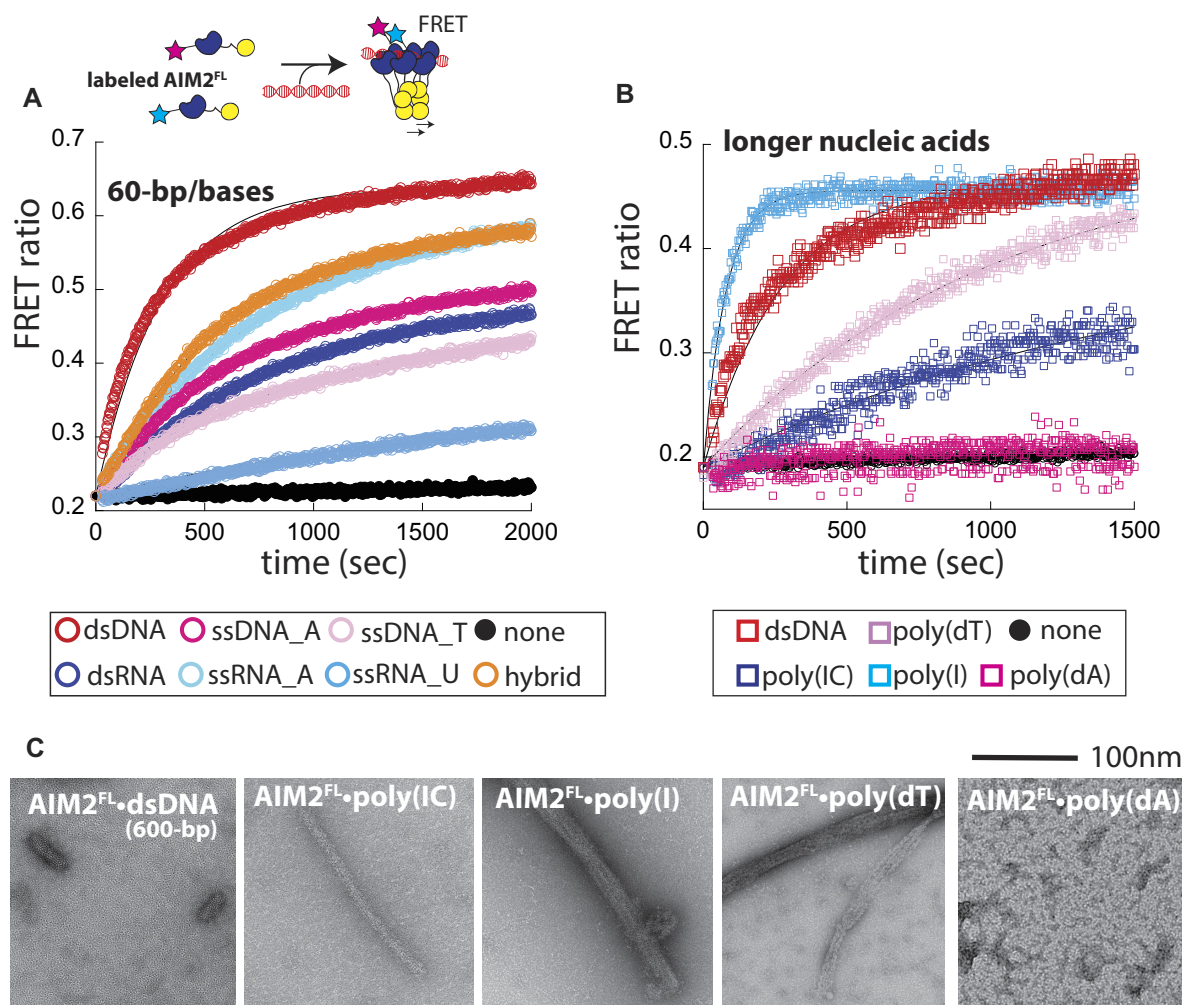 FRET
labeled AIM2FL
A
60-bp/bases
FRET ratio
0.7
0.6
0.5
0.4
0.3
0.2
0
500
1000
1500
2000
time (sec)
dsDNA ssDNA_A ssDNA_T none
dsRNA ssRNA_A ssRNA_U hybrid
B
longer nucleic acids
FRET ratio
0.5
0.4
0.3
0.2
0
500
1000
1500
time (sec)
dsDNA poly(dT) none
poly(IC) poly(I) poly(dA)
C
100nm
AIM2FL•dsDNA
(600-bp)
AIM2FL•poly(IC)
AIM2FL•poly(I)
AIM2FL•poly(dT)
AIM2FL•poly(dA)